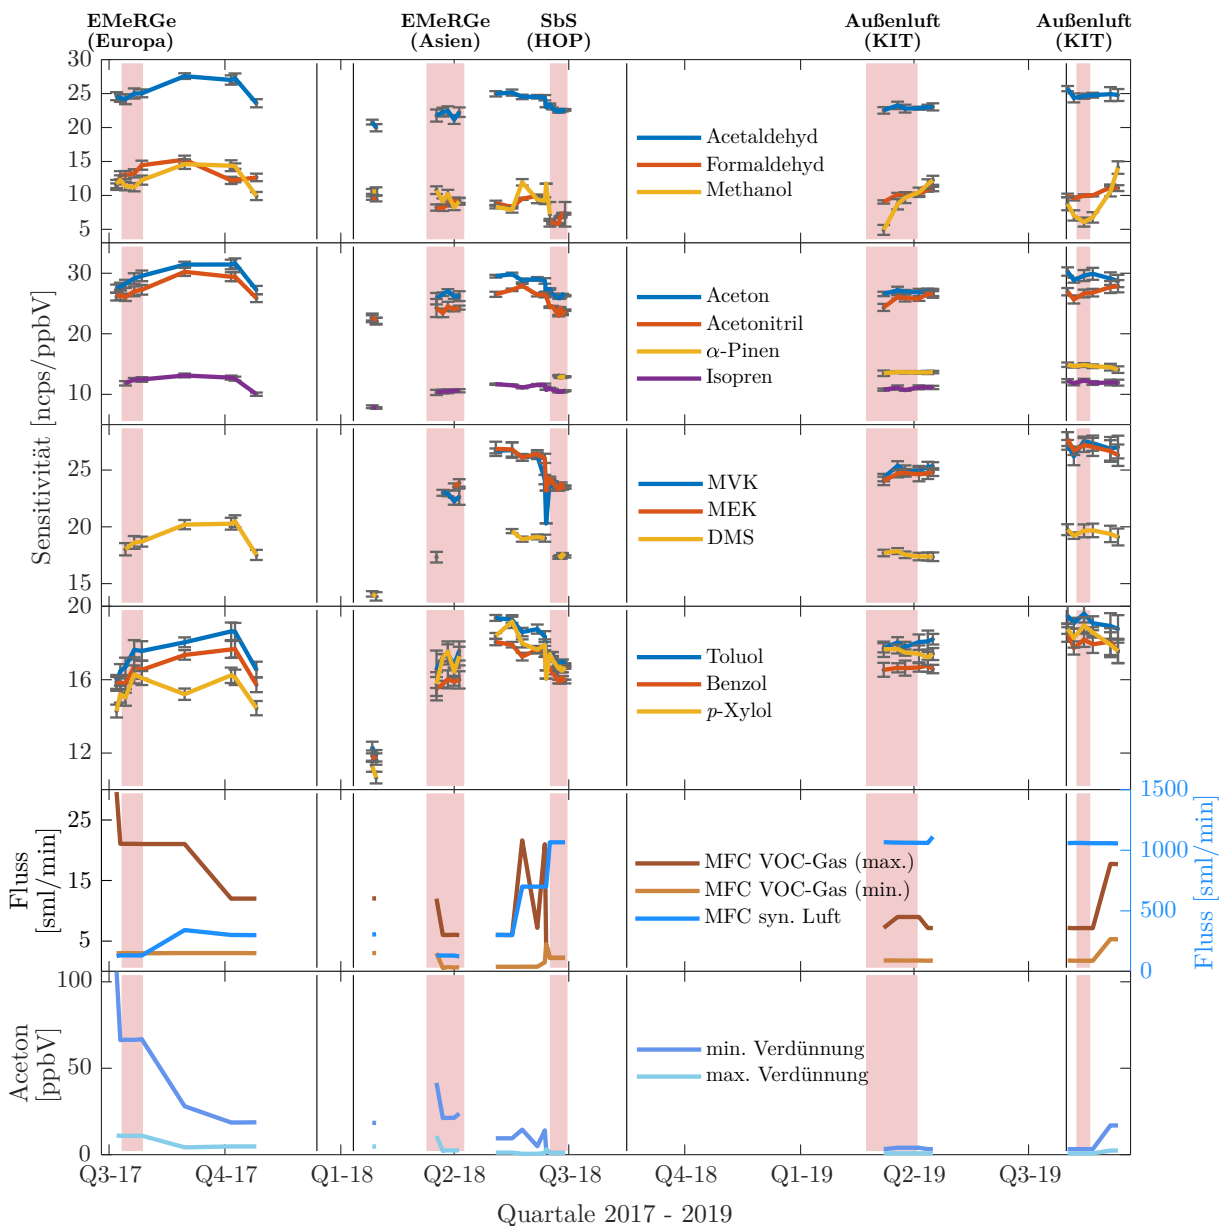 EMeRGe
(Europa)
EMeRGe
(Asien)
SbS
(HOP)
Außenluft
(KIT)
Außenluft
(KIT)
30
25
20
15
10
5
Acetaldehyd
Formaldehyd
Methanol
30
20
10
Aceton
Acetonitril
α-Pinen
Isopren
Sensitivität [ncps/ppbV]
25
20
15
MVK
MEK
DMS
20
16
12
Toluol
Benzol
p-Xylol
25
15
5
Fluss
[sml/min]
MFC VOC-Gas (max.)
MFC VOC-Gas (min.)
MFC syn. Luft
1500
1000
500
0
Fluss [sml/min]
100
50
0
Aceton
[ppbV]
min. Verdünnung
max. Verdünnung
Q3-17 Q4-17 Q1-18 Q2-18 Q3-18 Q4-18 Q1-19 Q2-19 Q3-19
Quartale 2017 - 2019